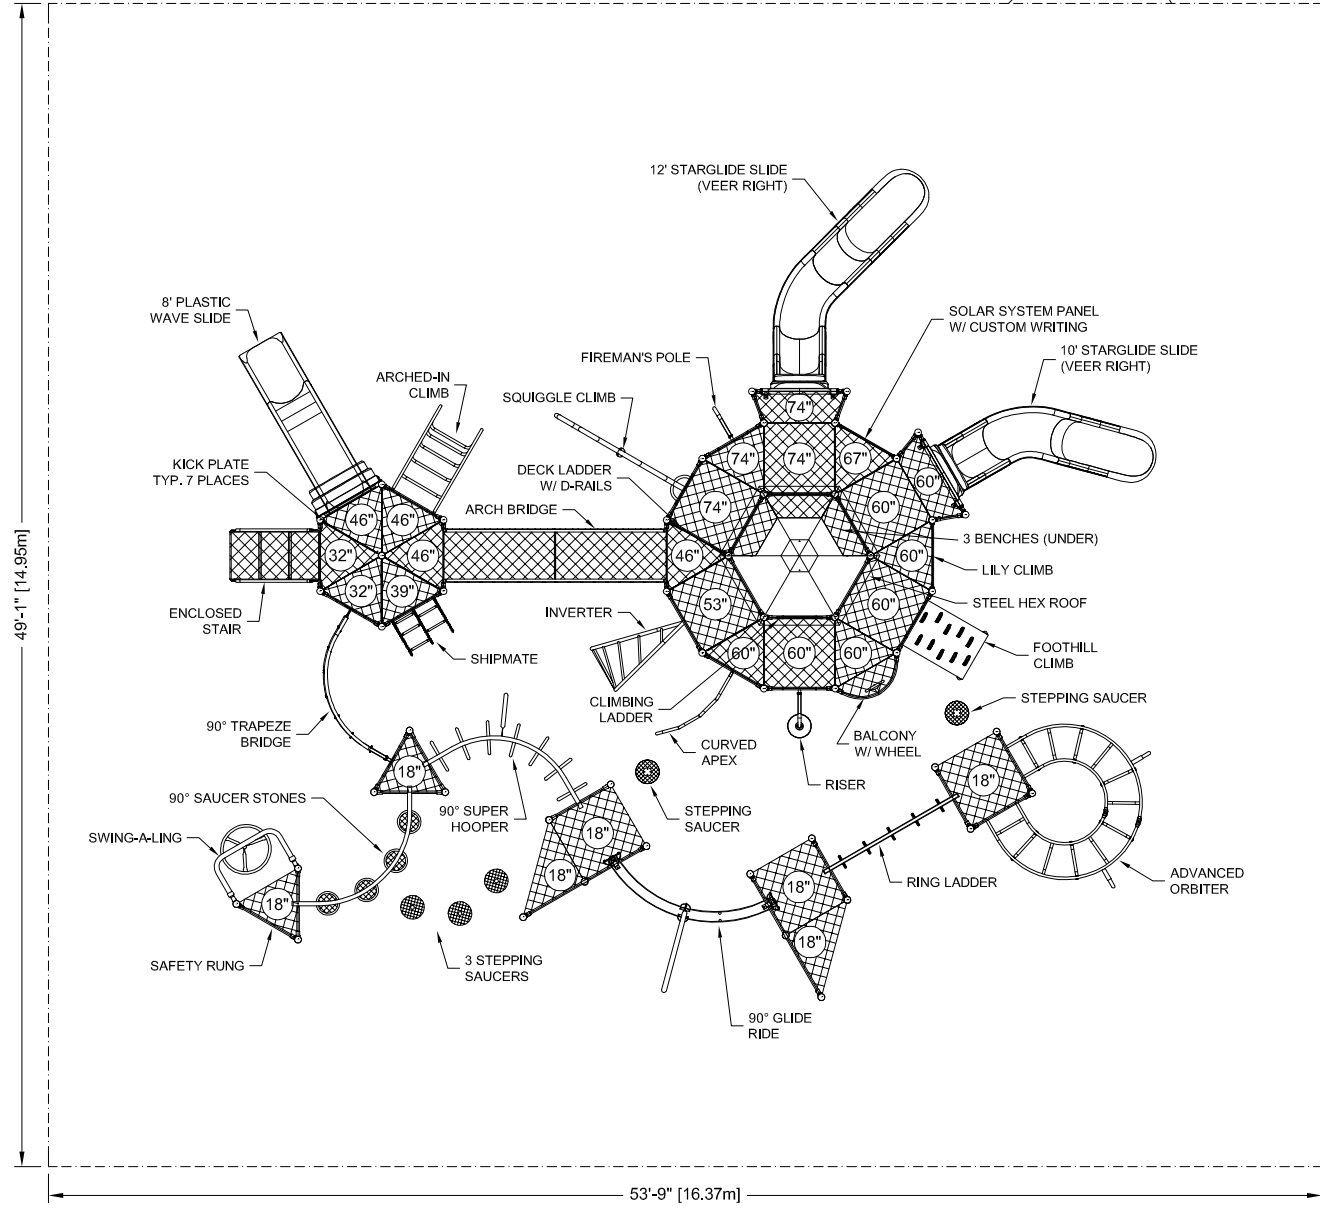 12' STARGLIDE SLIDE
(VEER RIGHT)
8' PLASTIC
WAVE SLIDE
SOLAR SYSTEM PANEL
W/ CUSTOM WRITING
10' STARGLIDE SLIDE
(VEER RIGHT)
FIREMAN'S POLE
ARCHED-IN
CLIMB
SQUIGGLE CLIMB
KICK PLATE
TYP. 7 PLACES
DECK LADDER
W/ D-RAILS
ARCH BRIDGE
74"
74"
74"
67"
74"
60"
60"
46"
46"
32"
46"
46"
60"
32"
39"
53"
60"
60"
60"
60"
3 BENCHES (UNDER)
LILY CLIMB
STEEL HEX ROOF
ENCLOSED
STAIR
INVERTER
SHIPMATE
FOOTHILL
CLIMB
CLIMBING
LADDER
STEPPING SAUCER
90° TRAPEZE
BRIDGE
CURVED
APEX
BALCONY
W/ WHEEL
RISER
18"
18"
90° SAUCER STONES
90° SUPER
HOOPER
STEPPING
SAUCER
SWING-A-LING
18"
18"
18"
18"
18"
18"
RING LADDER
ADVANCED
ORBITER
SAFETY RUNG
3 STEPPING
SAUCERS
90° GLIDE
RIDE
49'-1" [14.95m]
53'-9" [16.37m]